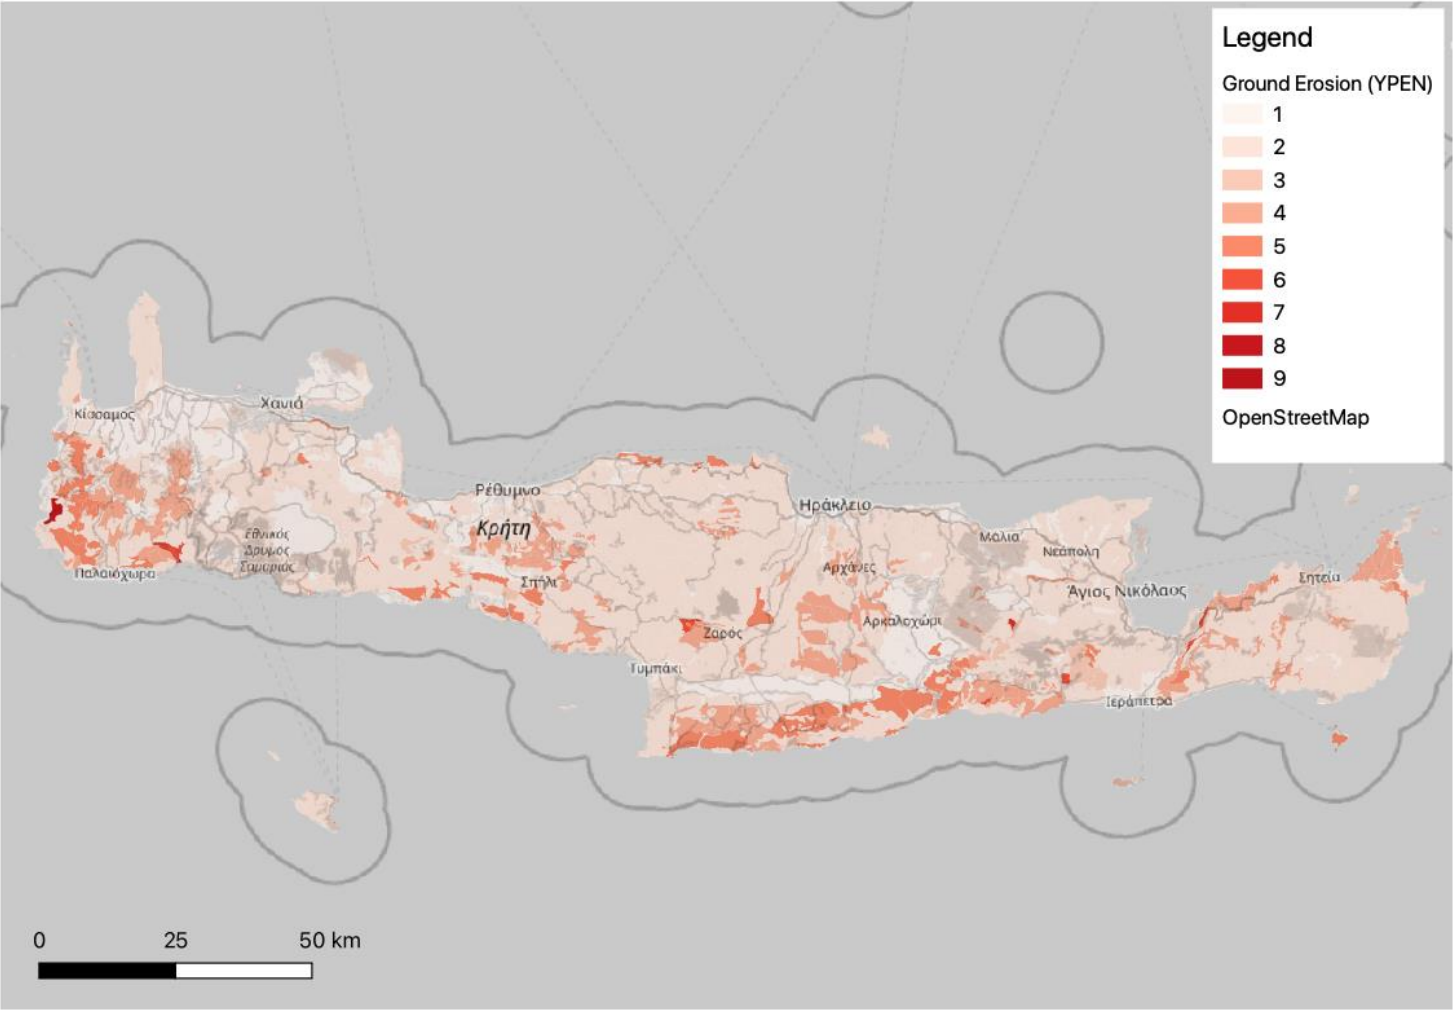 Legend
Ground Erosion (YPEN)
1
2
3
4
5
6
7
8
9
OpenStreetMap
Κίσσαμος
Χανιά
Ρέθυμνο
Ηράκλειο
Κρήτη
Εθνικός
Δρυμός
Σαμαριάς
Μάλια
Νεάπολη
Παλαιόχωρα
Σπήλι
Αρχάνες
Άγιος Νικόλαος
Σητεία
Ζαρός
Αρκαλοχώρι
Τυμπάκι
Ιεράπετρα
0 25 50 km